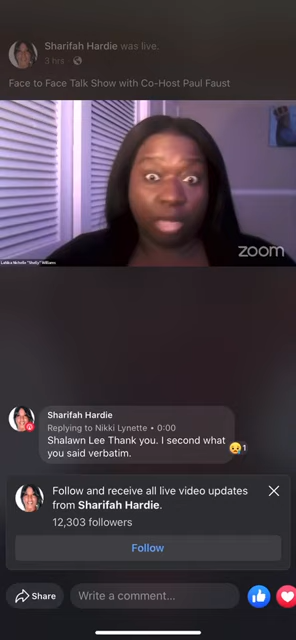 Sharifah Hardie was live.
3 hrs ·
Face to Face Talk Show with Co-Host Paul Faust
zoom
Sharifah Hardie
Replying to Nikki Lynette • 0:00
Shalawn Lee Thank you. I second what
you said verbatim.
1
Follow and receive all live video updates
from Sharifah Hardie.
12,303 followers
Follow
Share
Write a comment...